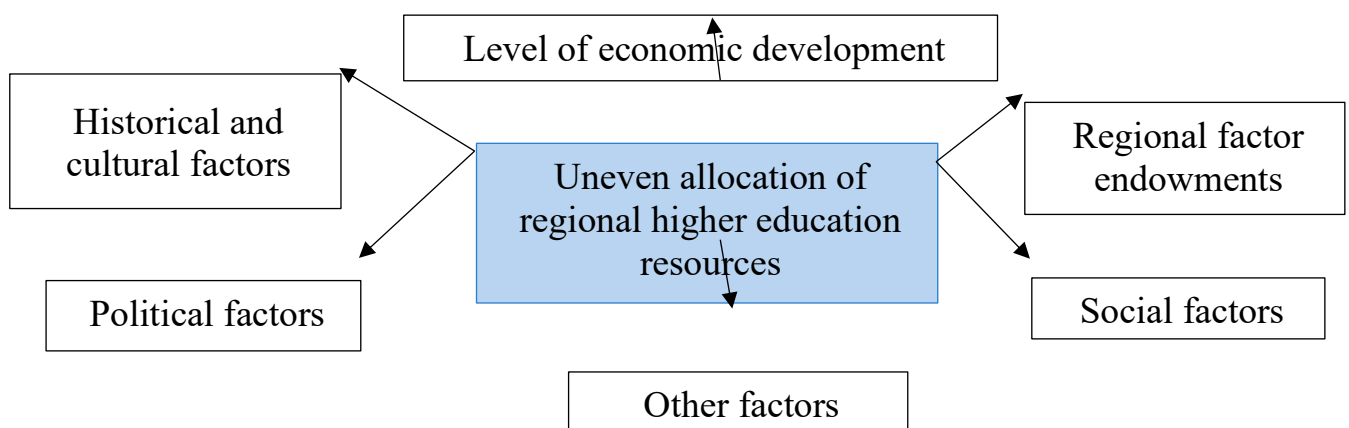 Level of economic development
Historical and
cultural factors
Regional factor
endowments
Uneven allocation of
regional higher education
resources
Political factors
Social factors
Other factors